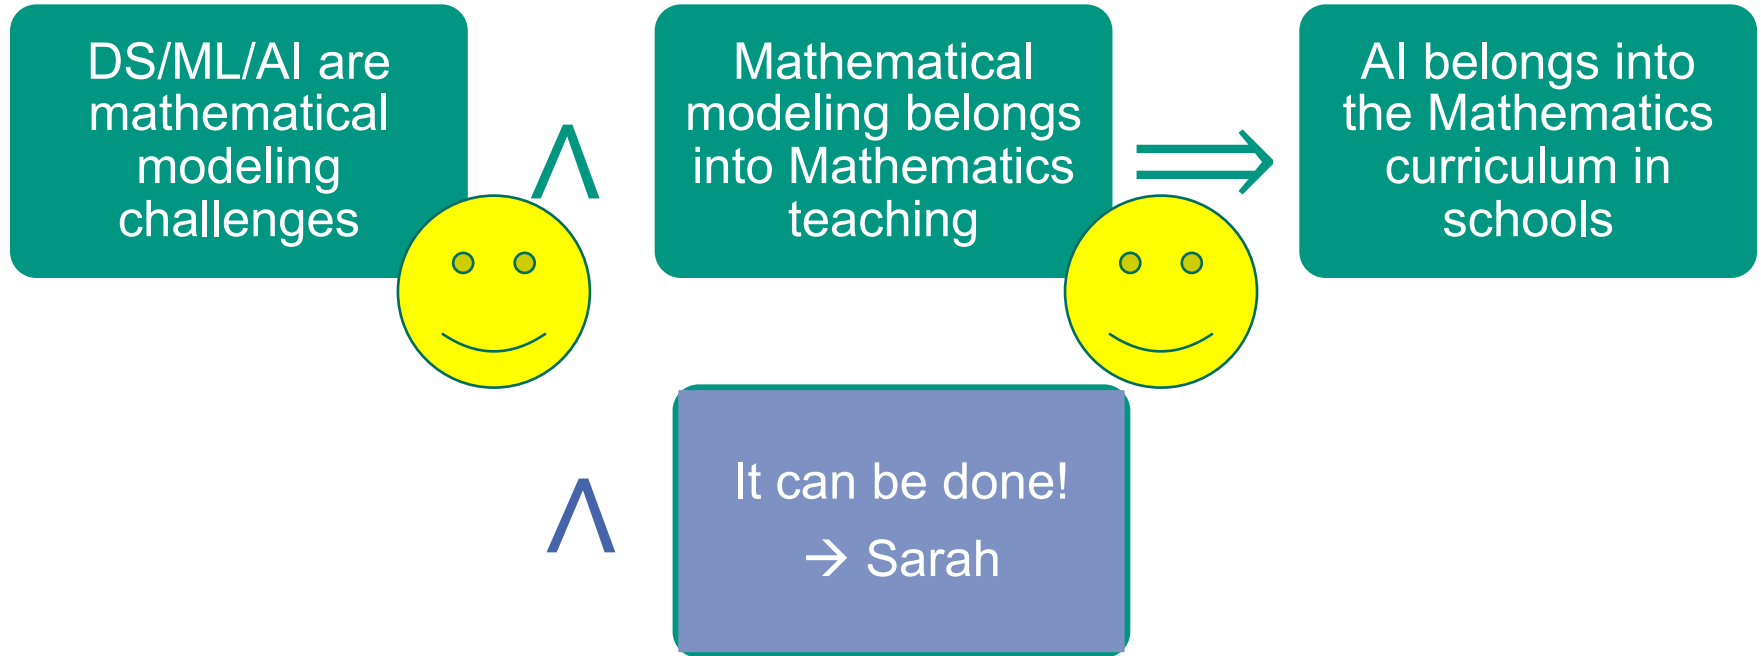 DS/ML/AI are
mathematical
modeling
challenges
∧
Mathematical
modeling belongs
into Mathematics
teaching
⟹
AI belongs into
the Mathematics
curriculum in
schools
∧
It can be done!
→ Sarah